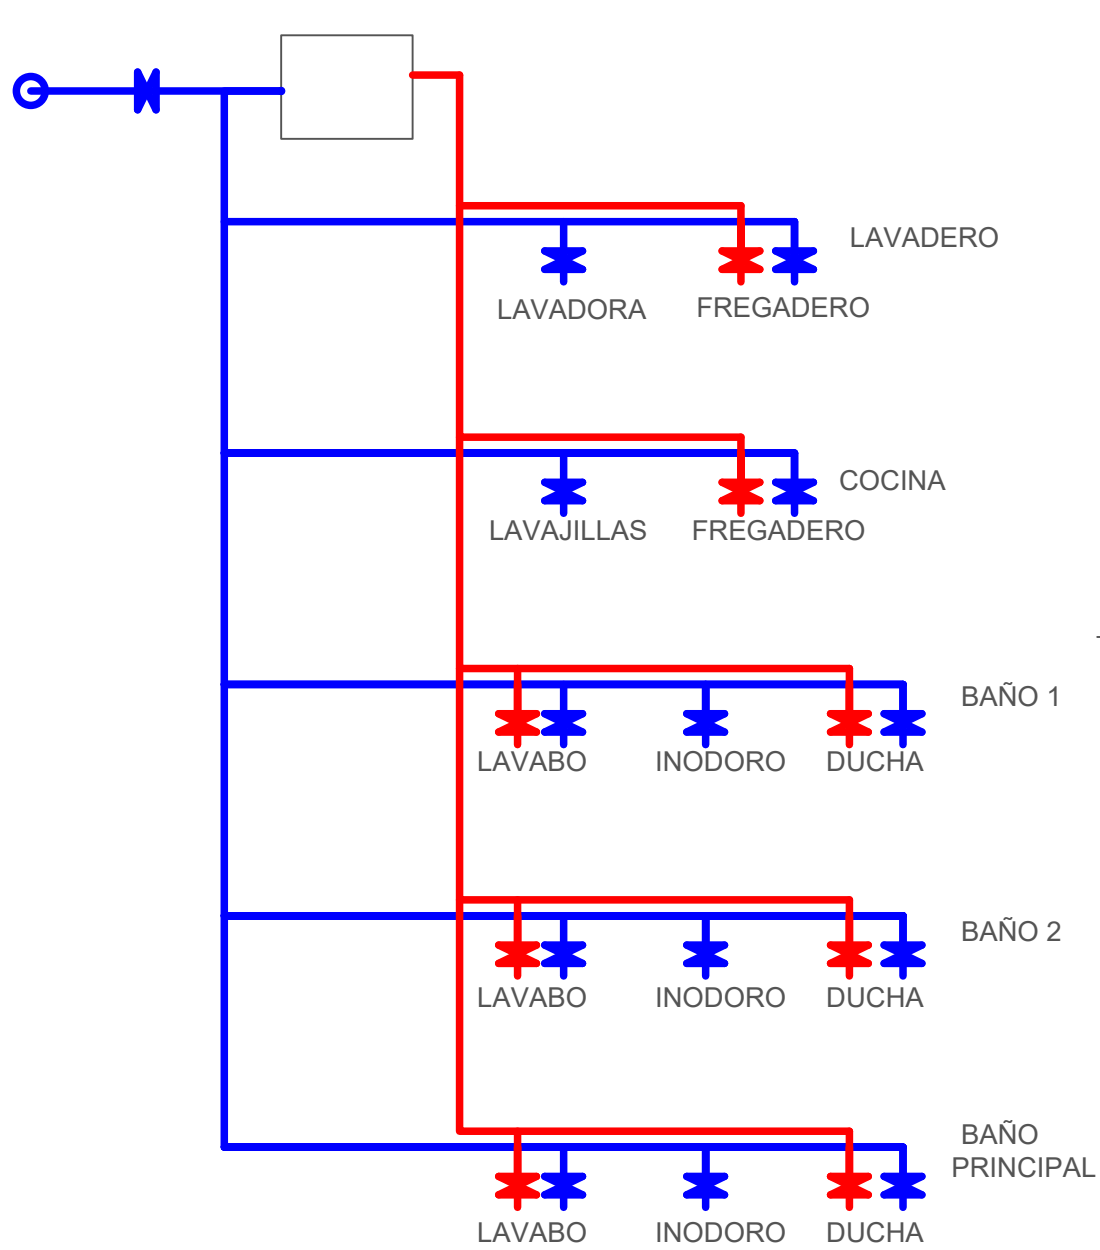 LAVADERO
LAVADORA
FREGADERO
COCINA
LAVAJILLAS
FREGADERO
BAÑO 1
LAVABO
INODORO
DUCHA
BAÑO 2
LAVABO
INODORO
DUCHA
BAÑO
PRINCIPAL
LAVABO
INODORO
DUCHA